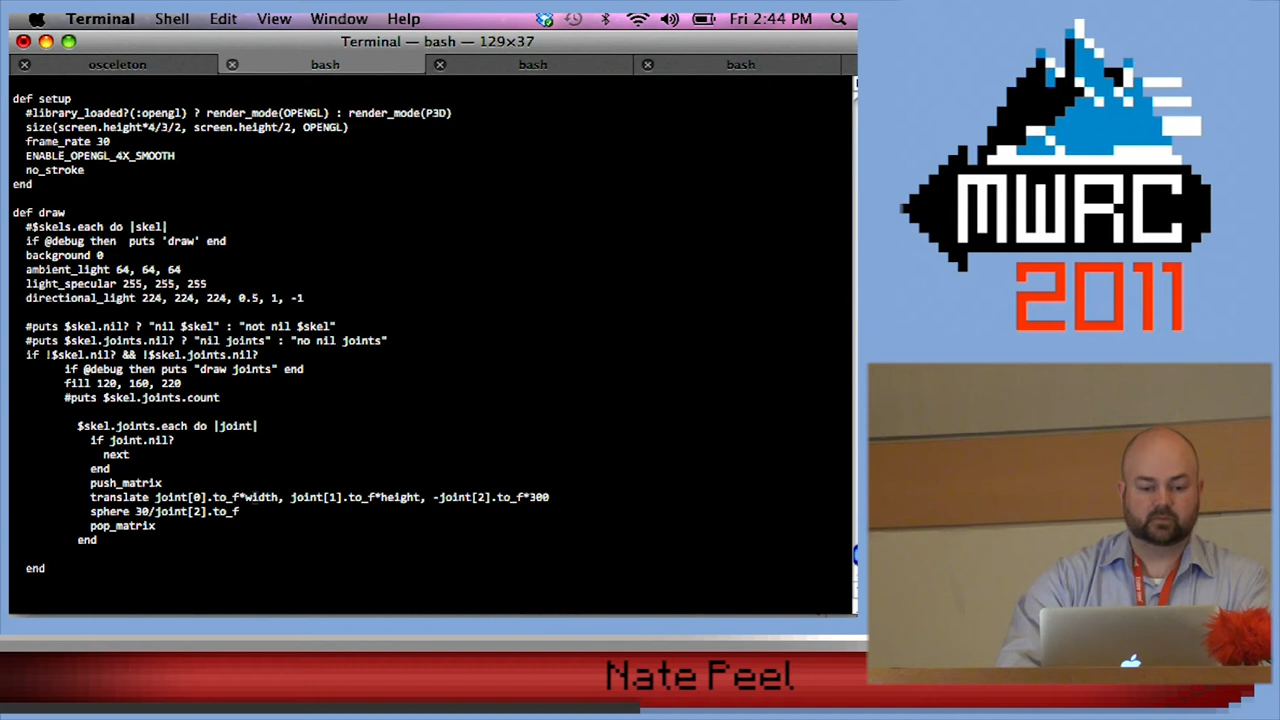 Terminal Shell Edit View Window Help Fri 2:44 PM
Terminal — bash — 129×37
osceleton bash bash bash
def setup
#library_loaded?(:opengl) ? render_mode(OPENGL) : render_mode(P3D)
size(screen.height*4/3/2, screen.height/2, OPENGL)
frame_rate 30
ENABLE_OPENGL_4X_SMOOTH
no_stroke
end
def draw
#$skels.each do |skel|
if @debug then  puts 'draw' end
background 0
ambient_light 64, 64, 64
light_specular 255, 255, 255
directional_light 224, 224, 224, 0.5, 1, -1
#puts $skel.nil? ? "nil $skel" : "not nil $skel"
#puts $skel.joints.nil? ? "nil joints" : "no nil joints"
if !$skel.nil? && !$skel.joints.nil?
if @debug then puts "draw joints" end
fill 120, 160, 220
#puts $skel.joints.count
$skel.joints.each do |joint|
if joint.nil?
next
end
push_matrix
translate joint[0].to_f*width, joint[1].to_f*height, -joint[2].to_f*300
sphere 30/joint[2].to_f
pop_matrix
end
end
MWRC
2011
Nate Peel